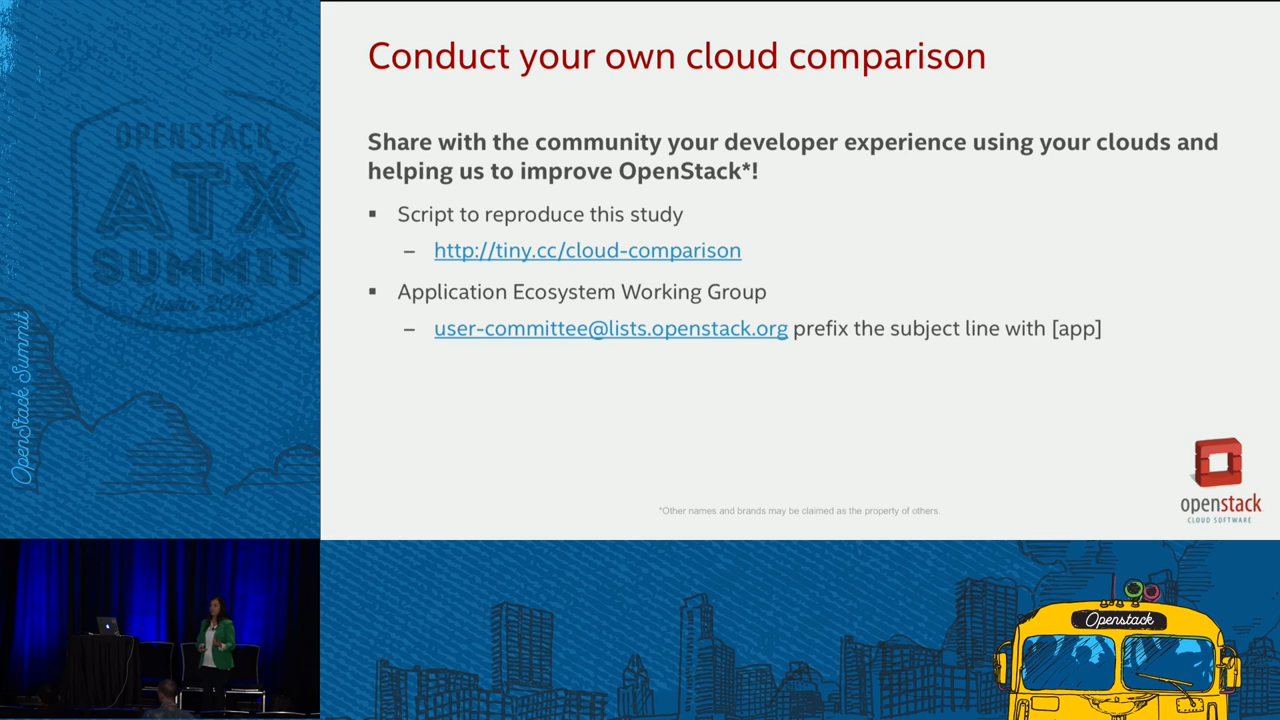 Conduct your own cloud comparison
Share with the community your developer experience using your clouds and
helping us to improve OpenStack*!
▪ Script to reproduce this study
– http://tiny.cc/cloud-comparison
▪ Application Ecosystem Working Group
– user-committee@lists.openstack.org prefix the subject line with [app]
*Other names and brands may be claimed as the property of others.
openstack
CLOUD SOFTWARE
OPENSTACK
ATX
SUMMIT
Austin 2016
OpenStack Summit
Openstack